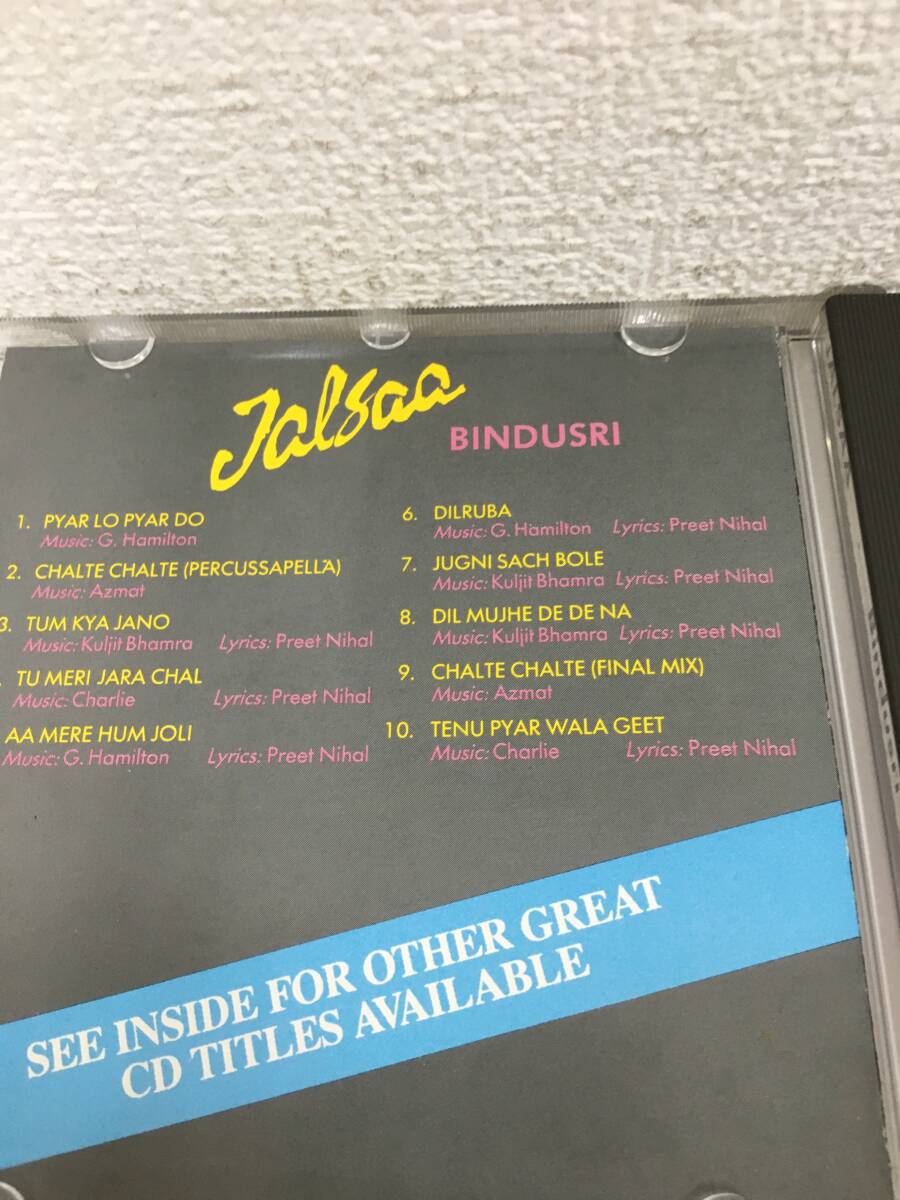 Jalsaa
BINDUSRI
1. PYAR LO PYAR DO
Music: G. Hamilton
2. CHALTE CHALTE (PERCUSSAPELLA)
Music: Azmat
3. TUM KYA JANO
Music: Kuljit Bhamra Lyrics: Preet Nihal
. TU MERI JARA CHAL
Music: Charlie Lyrics: Preet Nihal
AA MERE HUM JOLI
Music: G. Hamilton Lyrics: Preet Nihal
6. DILRUBA
Music: G. Hamilton Lyrics: Preet Nihal
7. JUGNI SACH BOLE
Music: Kuljit Bhamra Lyrics: Preet Nihal
8. DIL MUJHE DE DE NA
Music: Kuljit Bhamra Lyrics: Preet Nihal
9. CHALTE CHALTE (FINAL MIX)
Music: Azmat
10. TENU PYAR WALA GEET
Music: Charlie Lyrics: Preet Nihal
SEE INSIDE FOR OTHER GREAT
CD TITLES AVAILABLE